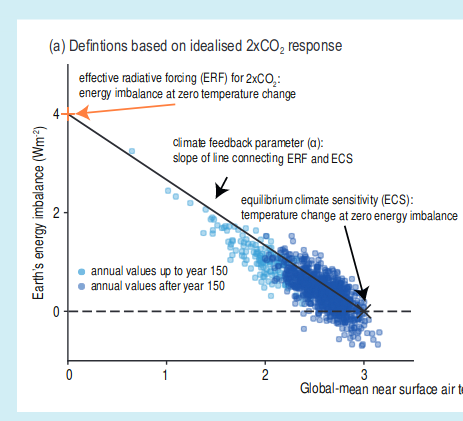 (a) Defintions based on idealised 2xCO₂ response
effective radiative forcing (ERF) for 2xCO₂:
energy imbalance at zero temperature change
climate feedback parameter (α):
slope of line connecting ERF and ECS
equilibrium climate sensitivity (ECS):
temperature change at zero energy imbalance
annual values up to year 150
annual values after year 150
Earth's energy imbalance (Wm⁻²)
4
2
0
0
1
2
3
Global-mean near surface air te